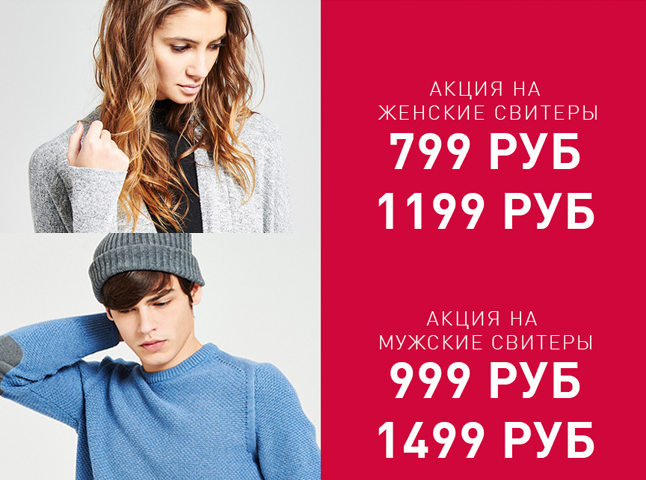 АКЦИЯ НА
ЖЕНСКИЕ СВИТЕРЫ
799 РУБ
1199 РУБ
АКЦИЯ НА
МУЖСКИЕ СВИТЕРЫ
999 РУБ
1499 РУБ